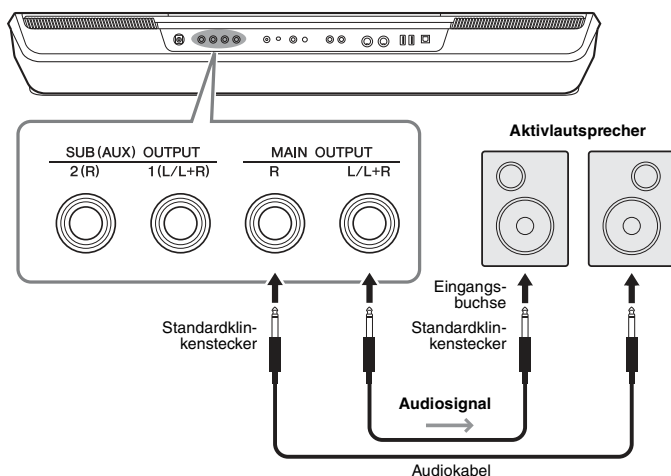 Aktivlautsprecher
SUB (AUX) OUTPUT
2 (R)
1 (L/L+R)
MAIN OUTPUT
R
L/L+R
Eingangs-
buchse
Standardklin-
kenstecker
Standardklin-
kenstecker
Audiosignal
Audiokabel